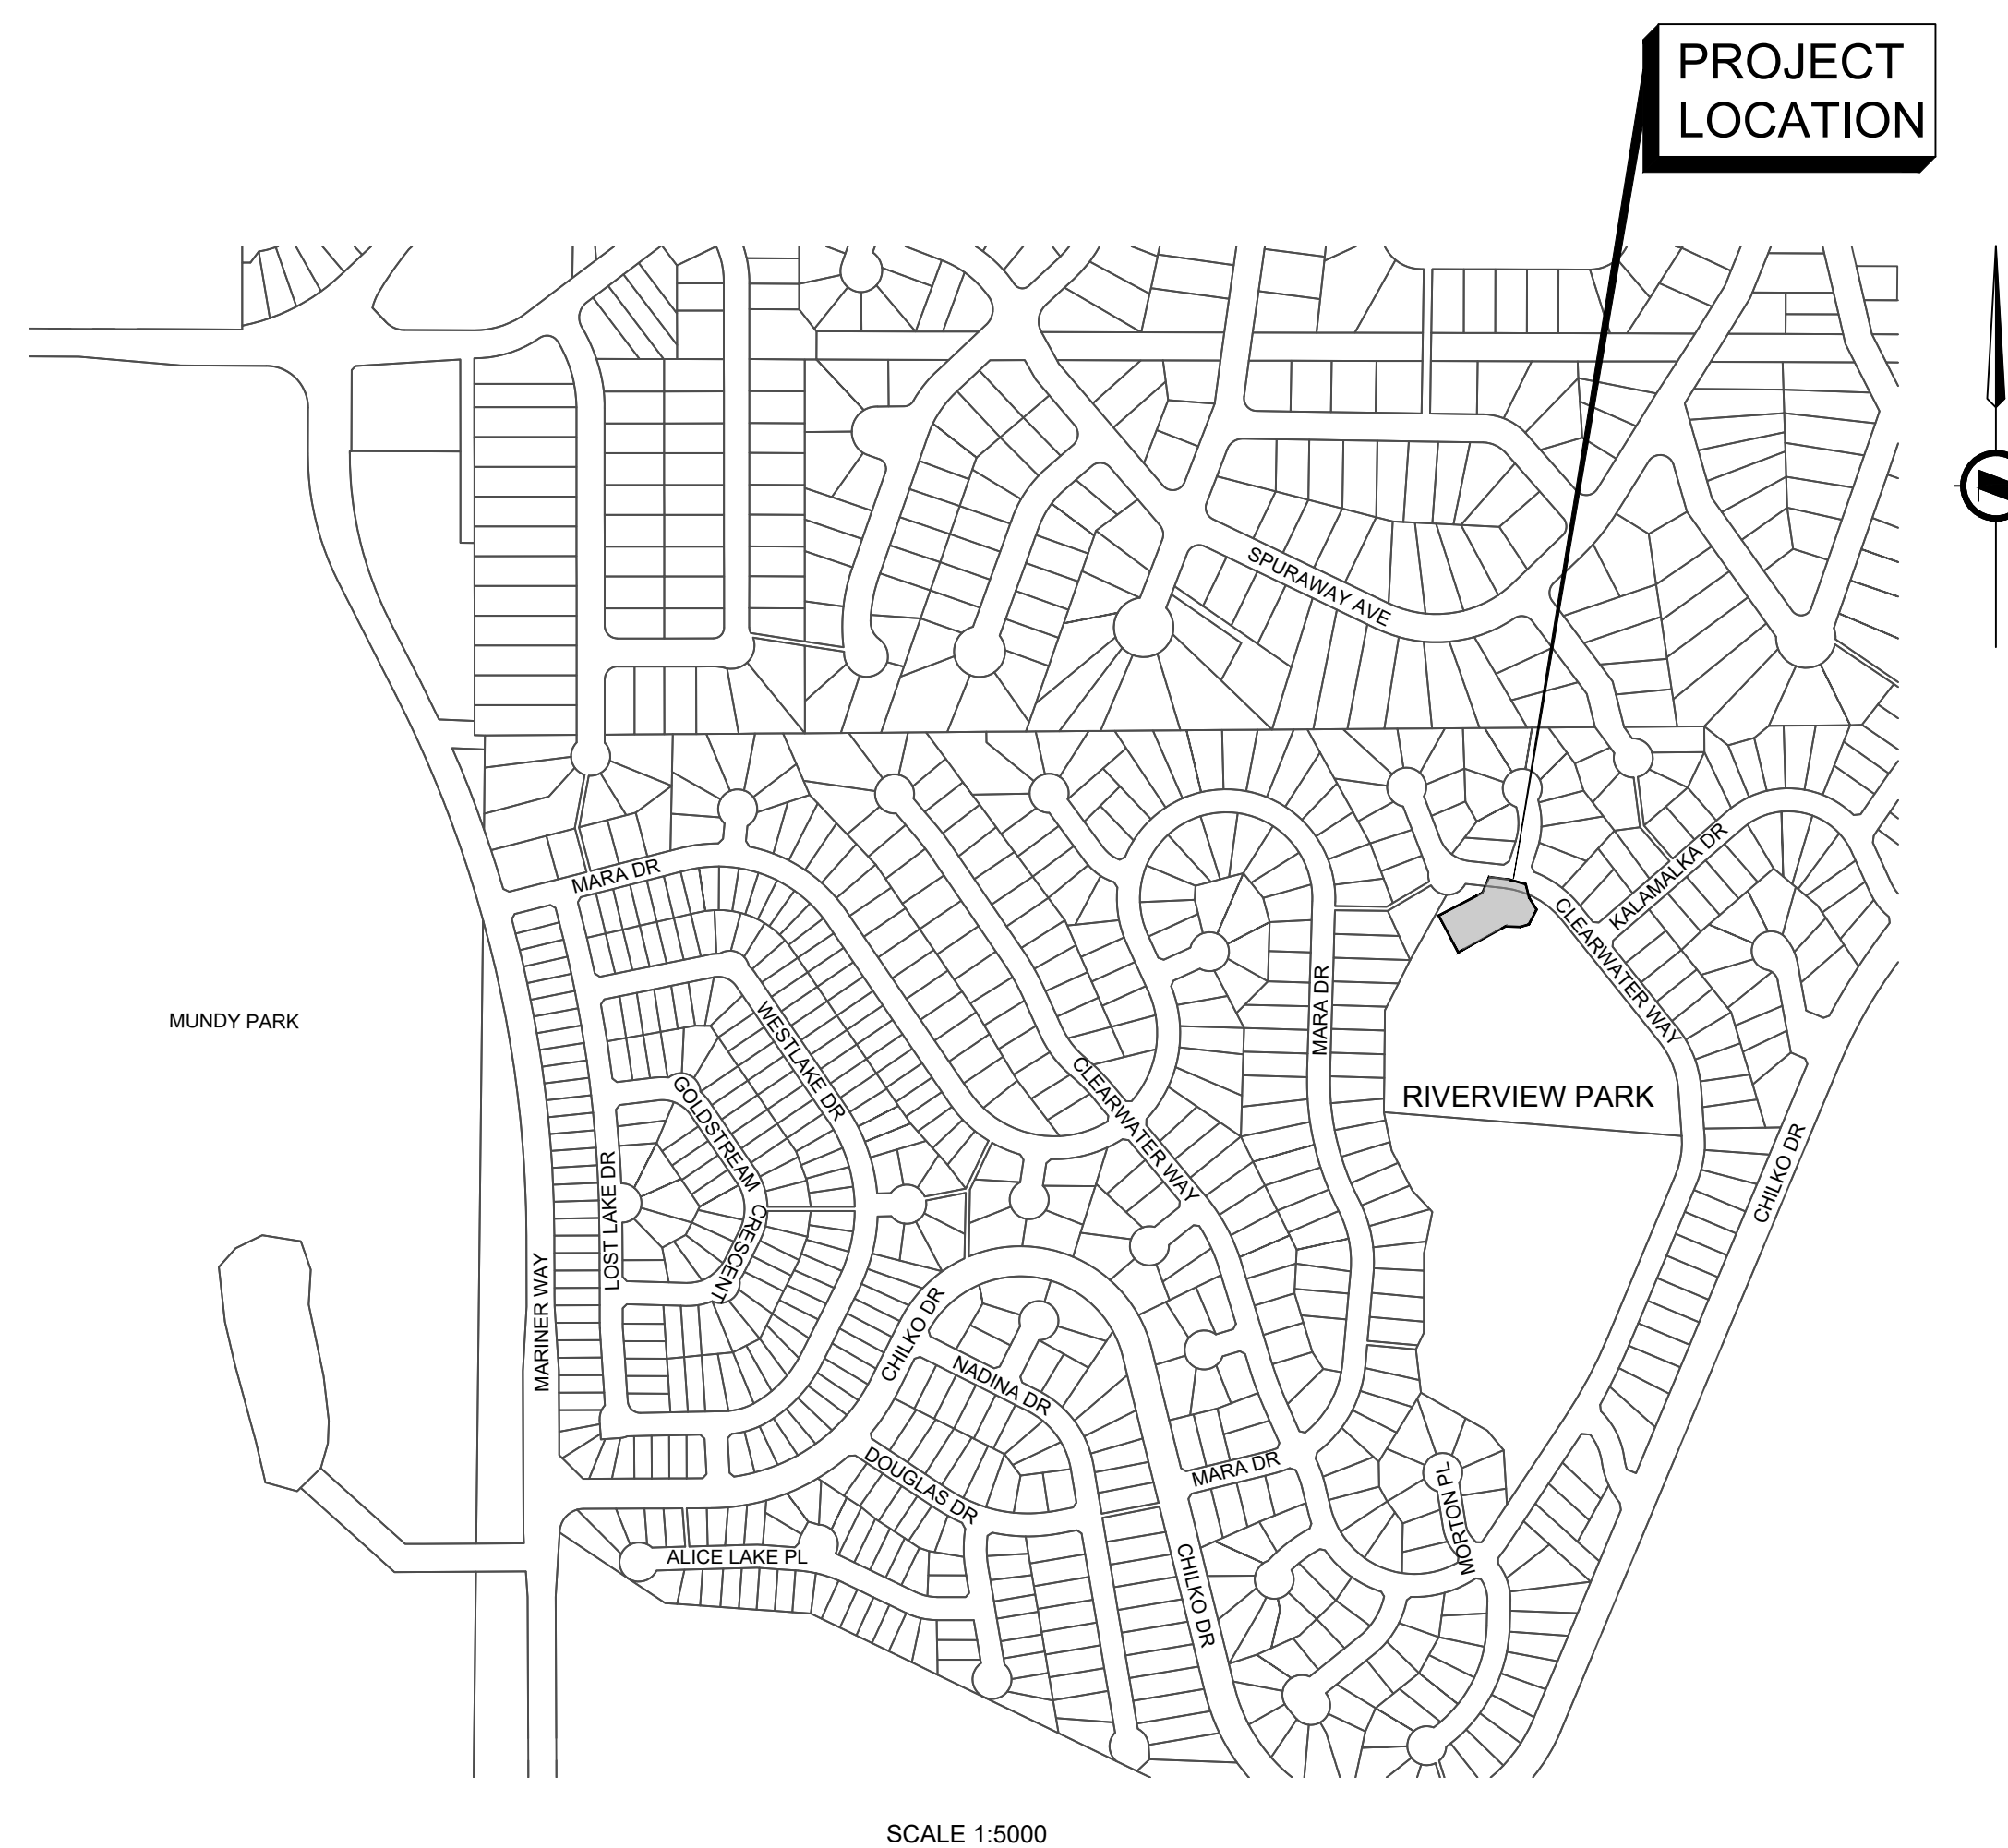 PROJECT
LOCATION
SPURAWAY AVE
MARA DR
KALAMALKA DR
CLEARWATER WAY
MUNDY PARK
WESTLAKE DR
MARA DR
GOLDSTREAM
CRESCENT
CLEARWATER WAY
RIVERVIEW PARK
LOST LAKE DR
CHILKO DR
MARINER WAY
CHILKO DR
NADINA DR
DOUGLAS DR
MARA DR
MORTON PL
ALICE LAKE PL
CHILKO DR
SCALE 1:5000